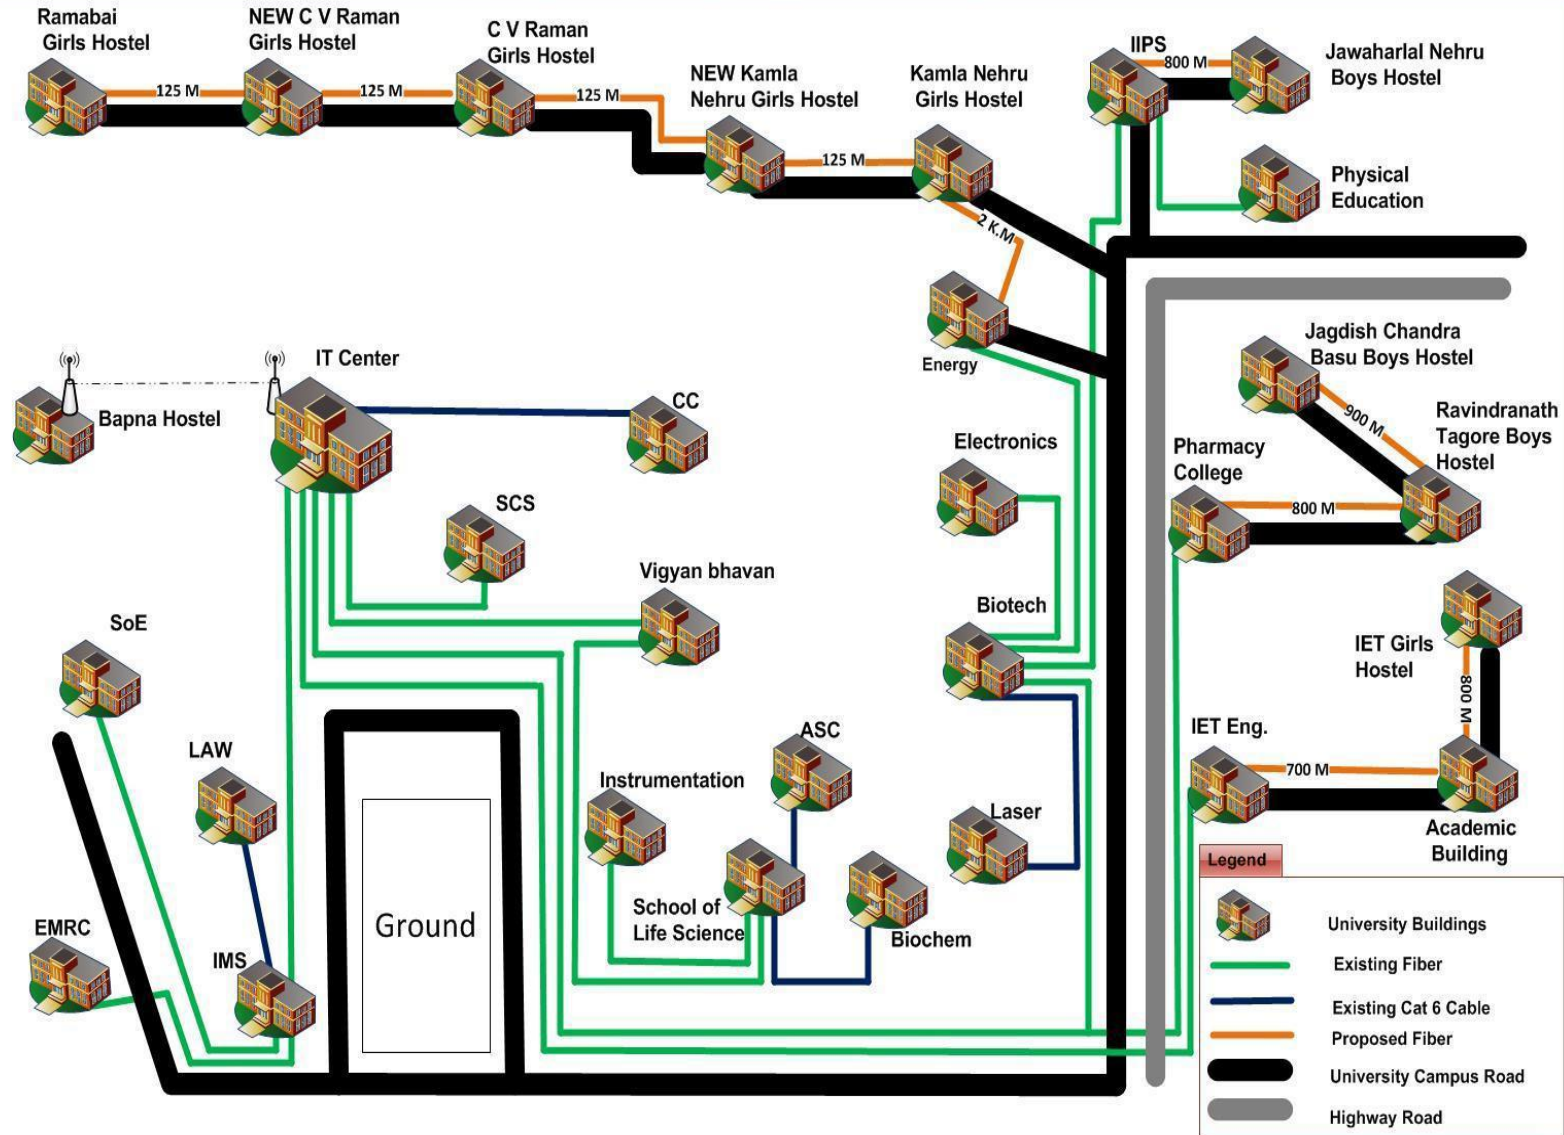 Ramabai
Girls Hostel
NEW C V Raman
Girls Hostel
C V Raman
Girls Hostel
NEW Kamla
Nehru Girls Hostel
Kamla Nehru
Girls Hostel
IIPS
Jawaharlal Nehru
Boys Hostel
800 M
125 M
125 M
125 M
125 M
Physical
Education
2 K.M
Energy
Jagdish Chandra
Basu Boys Hostel
IT Center
Bapna Hostel
CC
900 M
Ravindranath
Tagore Boys
Hostel
Electronics
Pharmacy
College
800 M
SCS
Vigyan bhavan
Biotech
SoE
IET Girls
Hostel
800 M
LAW
ASC
IET Eng.
700 M
Instrumentation
Laser
Academic
Building
School of
Life Science
Biochem
Ground
EMRC
IMS
Legend
University Buildings
Existing Fiber
Existing Cat 6 Cable
Proposed Fiber
University Campus Road
Highway Road